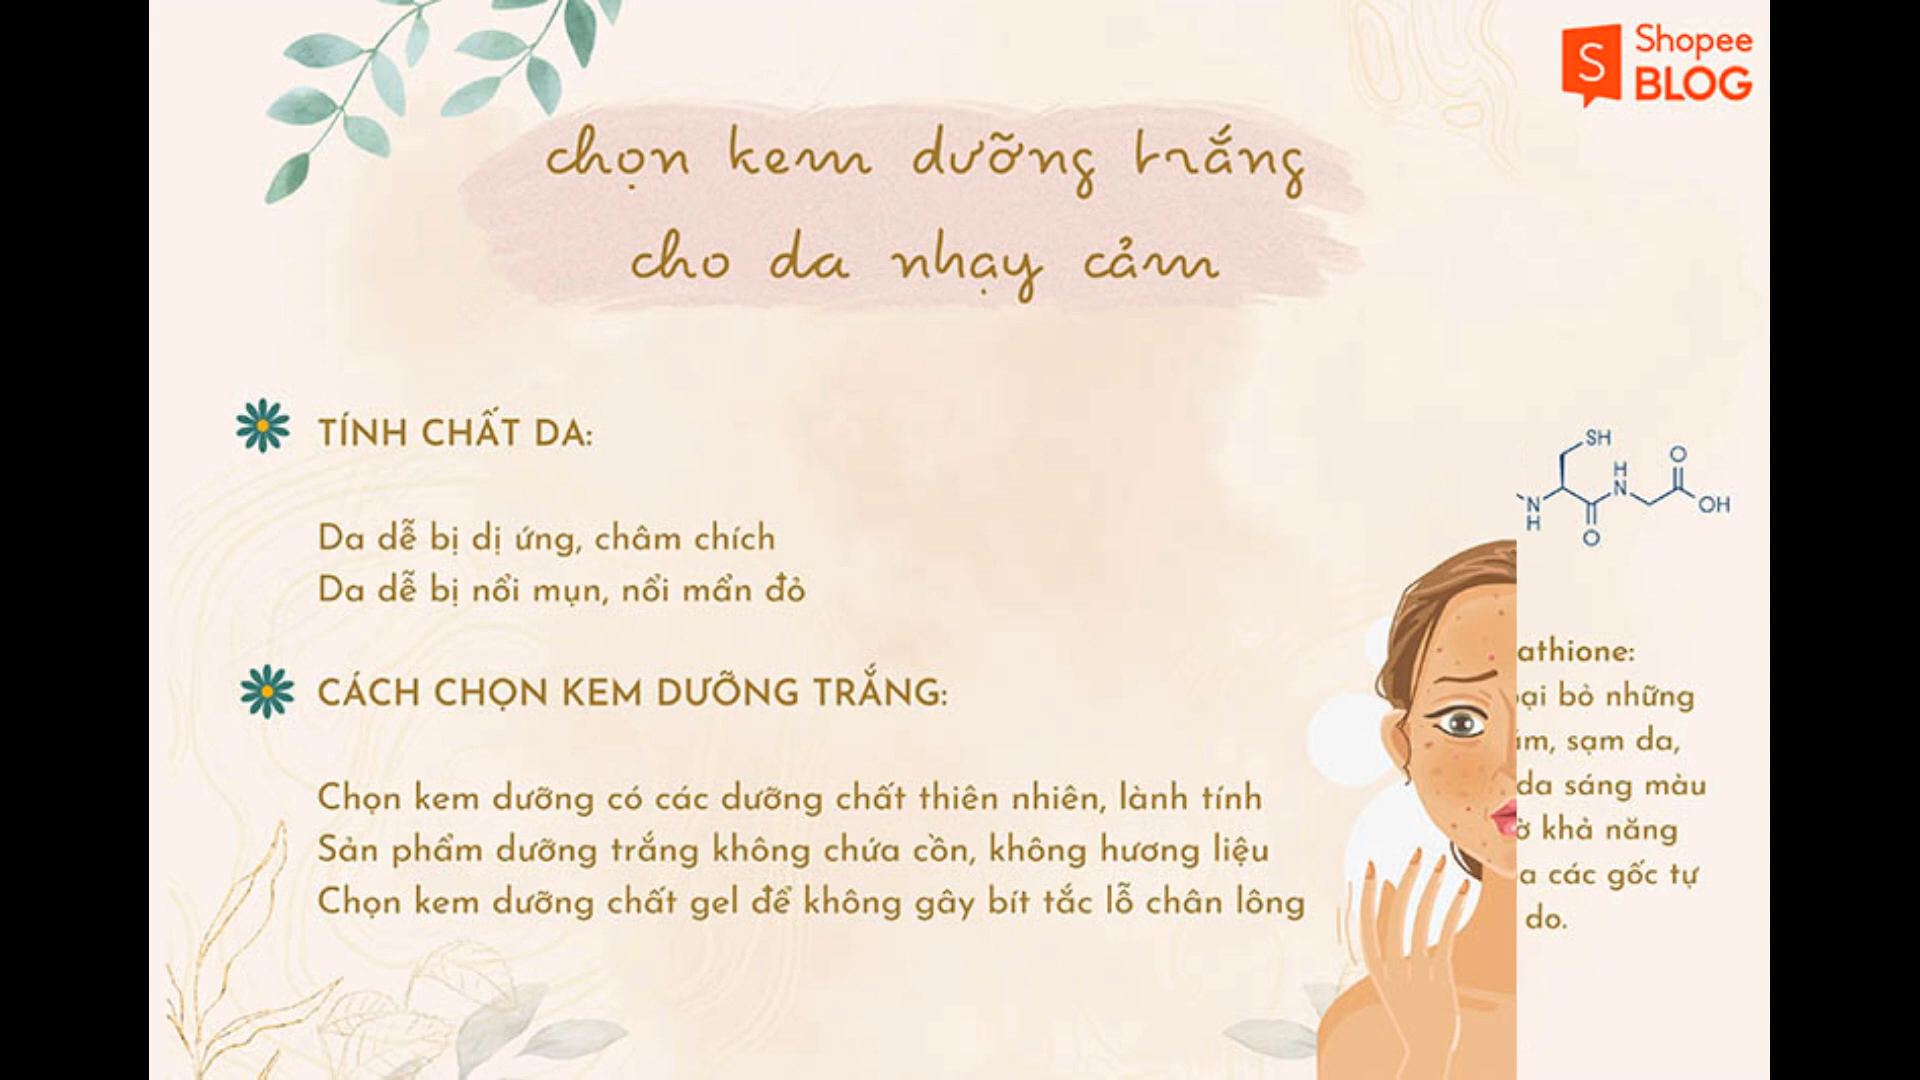 Shopee
BLOG
chọn kem dưỡng trắng
cho da nhạy cảm
TÍNH CHẤT DA:
Da dễ bị dị ứng, châm chích
Da dễ bị nổi mụn, nổi mẩn đỏ
CÁCH CHỌN KEM DƯỠNG TRẮNG:
Chọn kem dưỡng có các dưỡng chất thiên nhiên, lành tính
Sản phẩm dưỡng trắng không chứa cồn, không hương liệu
Chọn kem dưỡng chất gel để không gây bít tắc lỗ chân lông
SH
H
N
O
OH
N
H
O
athione:
bỏ những
sạm da,
da sáng màu
khả năng
a các gốc tự
do.